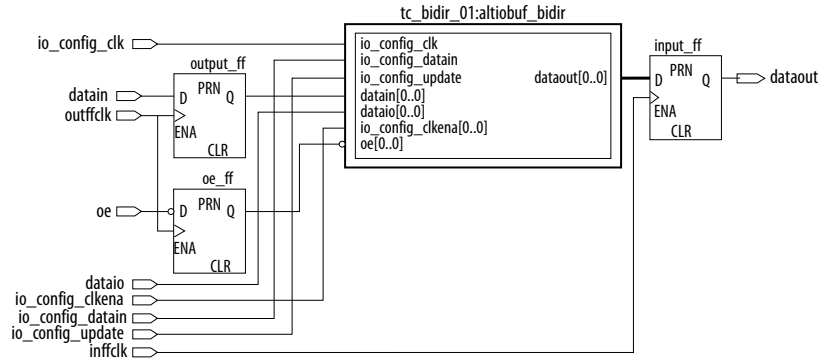 tc_bidir_01:altiobuf_bidir
io_config_clk
io_config_clk
io_config_datain
io_config_update
datain[0..0]
dataio[0..0]
io_config_clkena[0..0]
oe[0..0]
dataout[0..0]
output_ff
datain
outffclk
D PRN Q
ENA
CLR
oe_ff
oe
D PRN Q
ENA
CLR
input_ff
D PRN Q
ENA
CLR
dataout
dataio
io_config_clkena
io_config_datain
io_config_update
inffclk